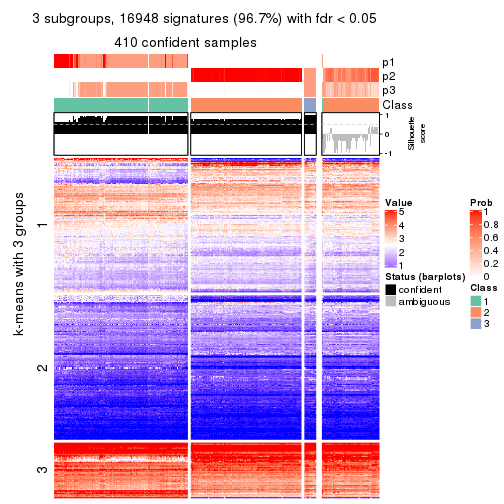 3 subgroups, 16948 signatures (96.7%) with fdr < 0.05
410 confident samples
p1
p2
p3
Class
1
0
-1
Silhouette
score
k-means with 3 groups
1
2
3
Value
5
4
3
2
1
Status (barplots)
confident
ambiguous
Prob
1
0.8
0.6
0.4
0.2
0
Class
1
2
3